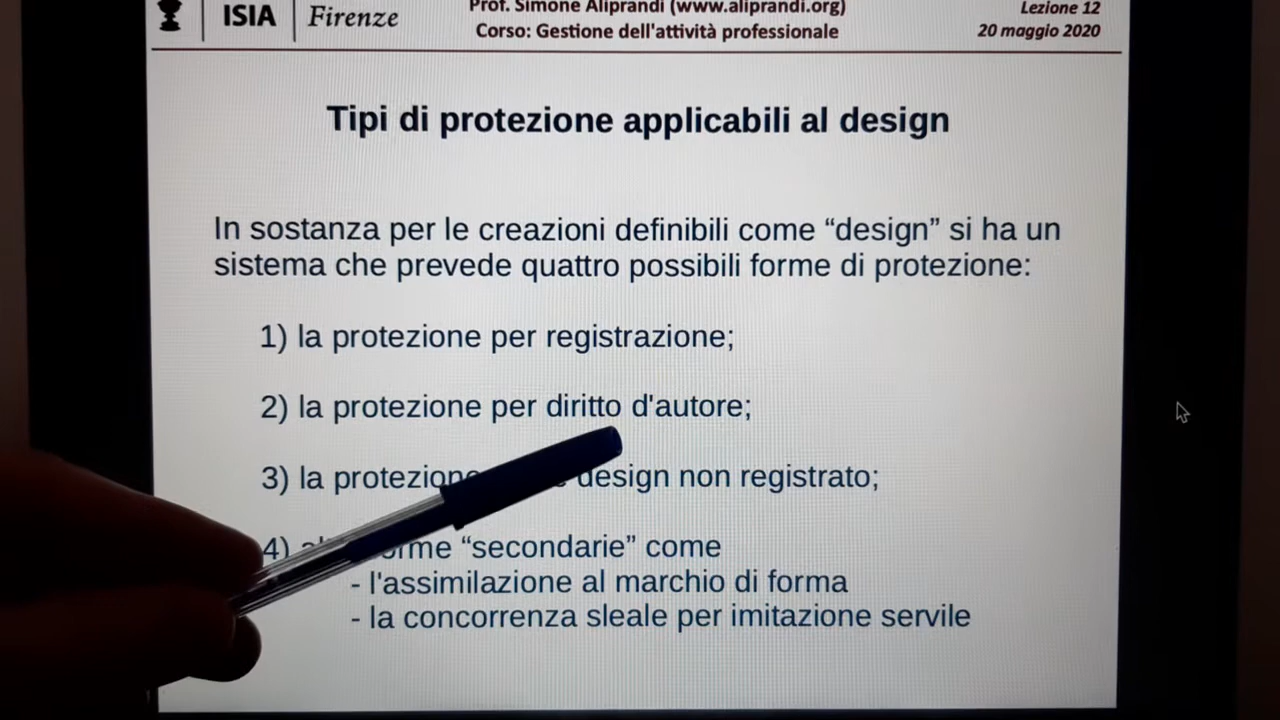 ISIA Firenze
Prof. Simone Aliprandi (www.aliprandi.org)
Corso: Gestione dell'attività professionale
Lezione 12
20 maggio 2020
Tipi di protezione applicabili al design
In sostanza per le creazioni definibili come “design” si ha un
sistema che prevede quattro possibili forme di protezione:
1) la protezione per registrazione;
2) la protezione per diritto d'autore;
3) la design non registrato;
4) “secondarie” come
- l'assimilazione al marchio di forma
- la concorrenza sleale per imitazione servile